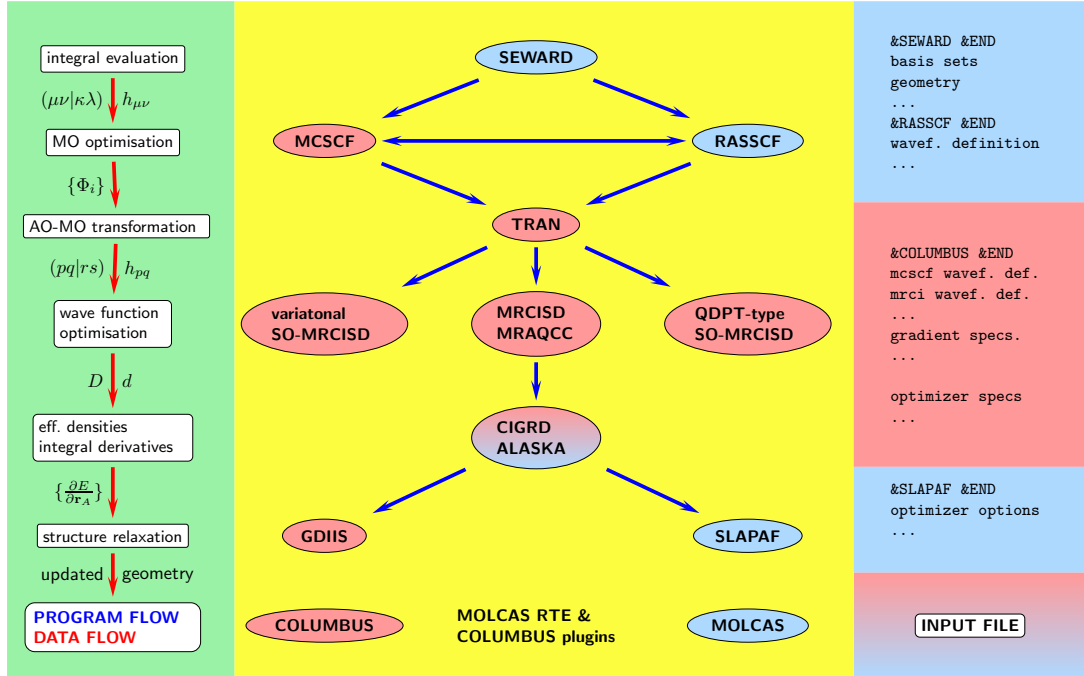 integral evaluation
(μν|κλ) h_{μν}
MO optimisation
{Φ_i}
AO-MO transformation
(pq|rs) h_{pq}
wave function
optimisation
D d
eff. densities
integral derivatives
{∂E/∂r_A}
structure relaxation
updated geometry
PROGRAM FLOW
DATA FLOW
SEWARD
MCSCF RASSCF
TRAN
variatonal
SO-MRCISD
MRCISD
MRAQCC
QDPT-type
SO-MRCISD
CIGRD
ALASKA
GDIIS SLAPAF
COLUMBUS
MOLCAS RTE &
COLUMBUS plugins
MOLCAS
&SEWARD &END
basis sets
geometry
...
&RASSCF &END
wavef. definition
...
&COLUMBUS &END
mcscf wavef. def.
mrci wavef. def.
...
gradient specs.
...
optimizer specs
...
&SLAPAF &END
optimizer options
...
INPUT FILE